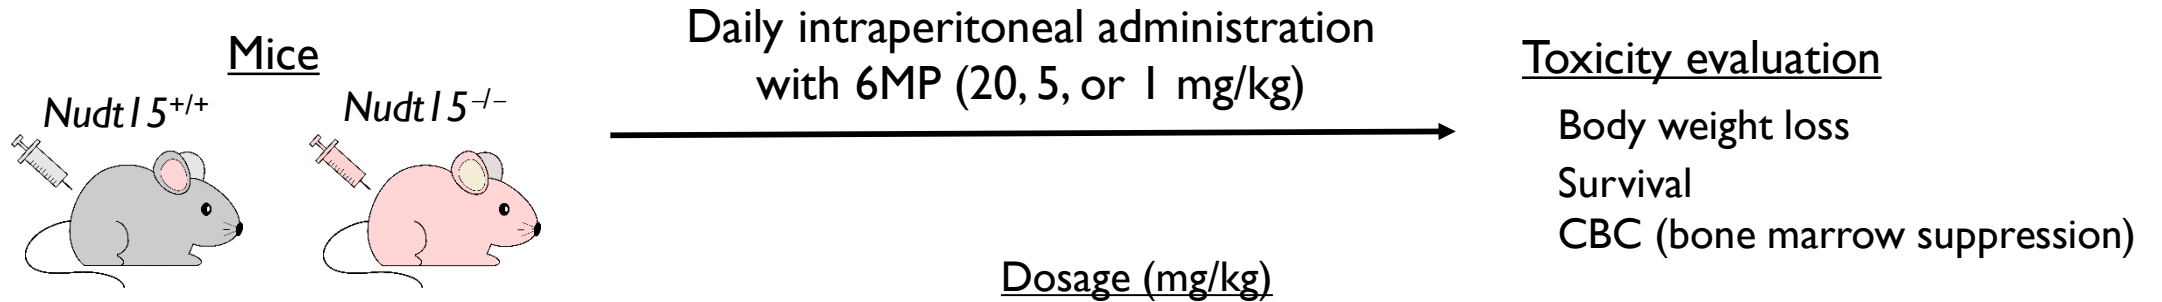 Mice
Nudt15+/+
Nudt15–/–
Daily intraperitoneal administration
with 6MP (20, 5, or 1 mg/kg)
Toxicity evaluation
Body weight loss
Survival
CBC (bone marrow suppression)
Dosage (mg/kg)